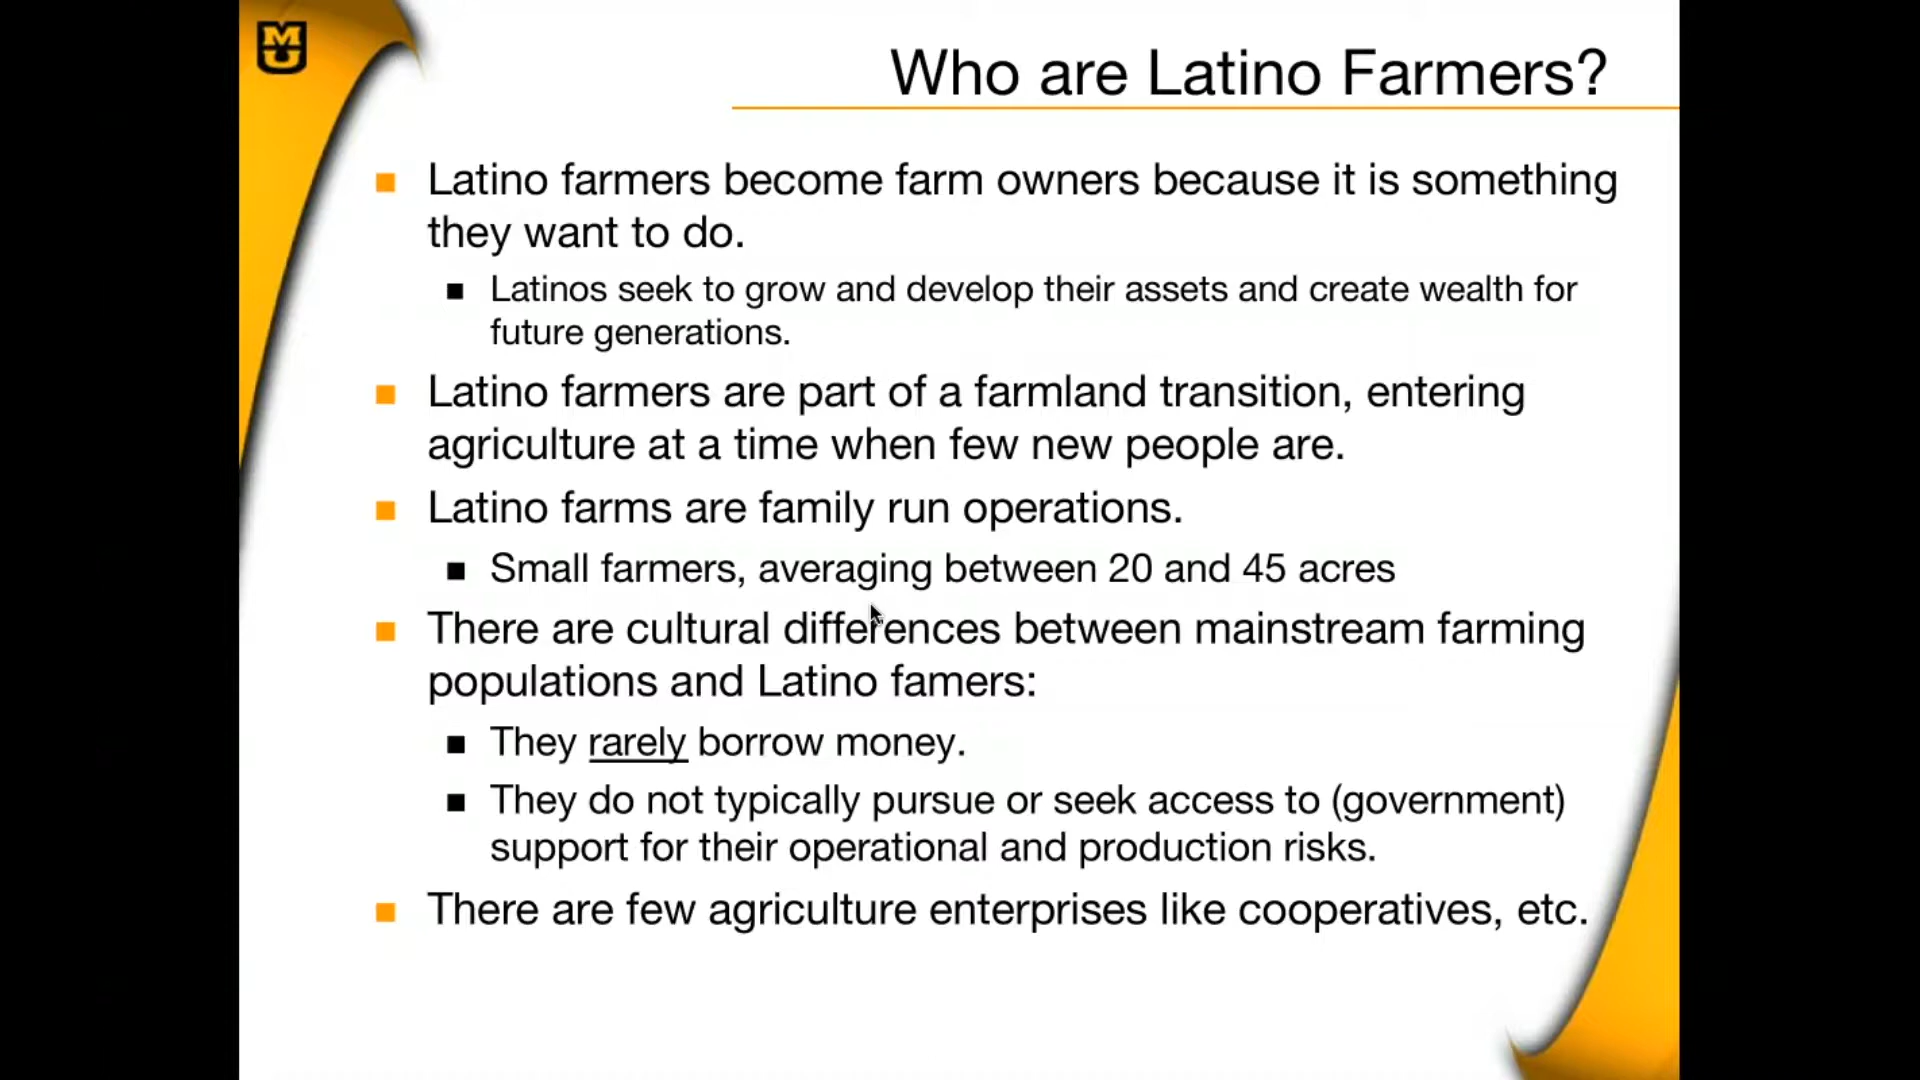 MU
Who are Latino Farmers?
Latino farmers become farm owners because it is something
they want to do.
Latinos seek to grow and develop their assets and create wealth for
future generations.
Latino farmers are part of a farmland transition, entering
agriculture at a time when few new people are.
Latino farms are family run operations.
Small farmers, averaging between 20 and 45 acres
There are cultural differences between mainstream farming
populations and Latino famers:
They rarely borrow money.
They do not typically pursue or seek access to (government)
support for their operational and production risks.
There are few agriculture enterprises like cooperatives, etc.